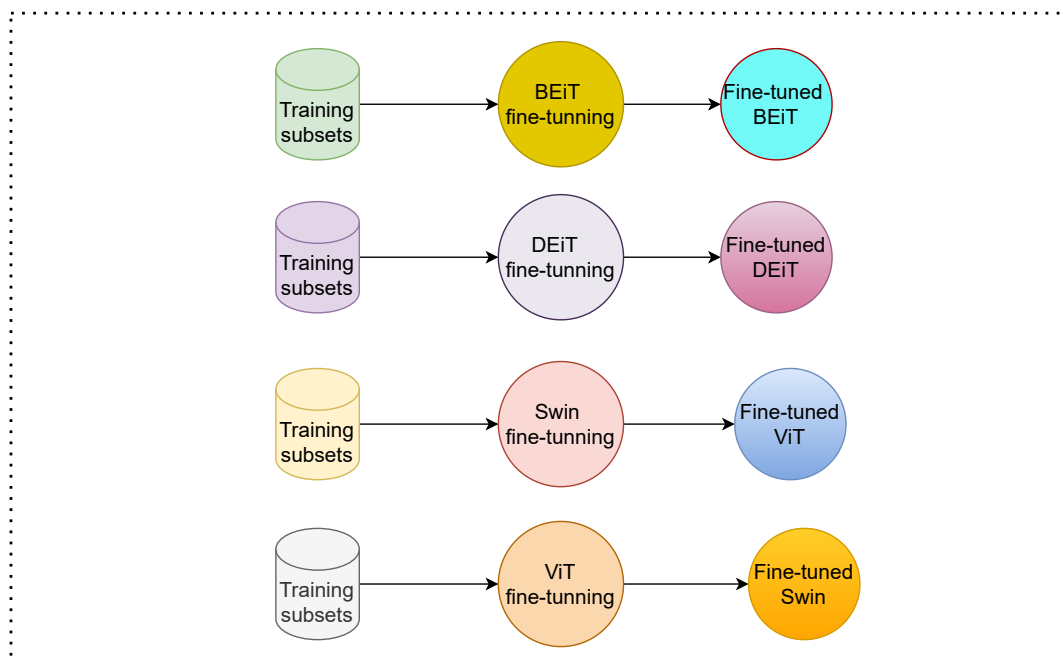 Training
subsets
BEiT
fine-tunning
Fine-tuned
BEiT
Training
subsets
DEiT
fine-tunning
Fine-tuned
DEiT
Training
subsets
Swin
fine-tunning
Fine-tuned
ViT
Training
subsets
ViT
fine-tunning
Fine-tuned
Swin